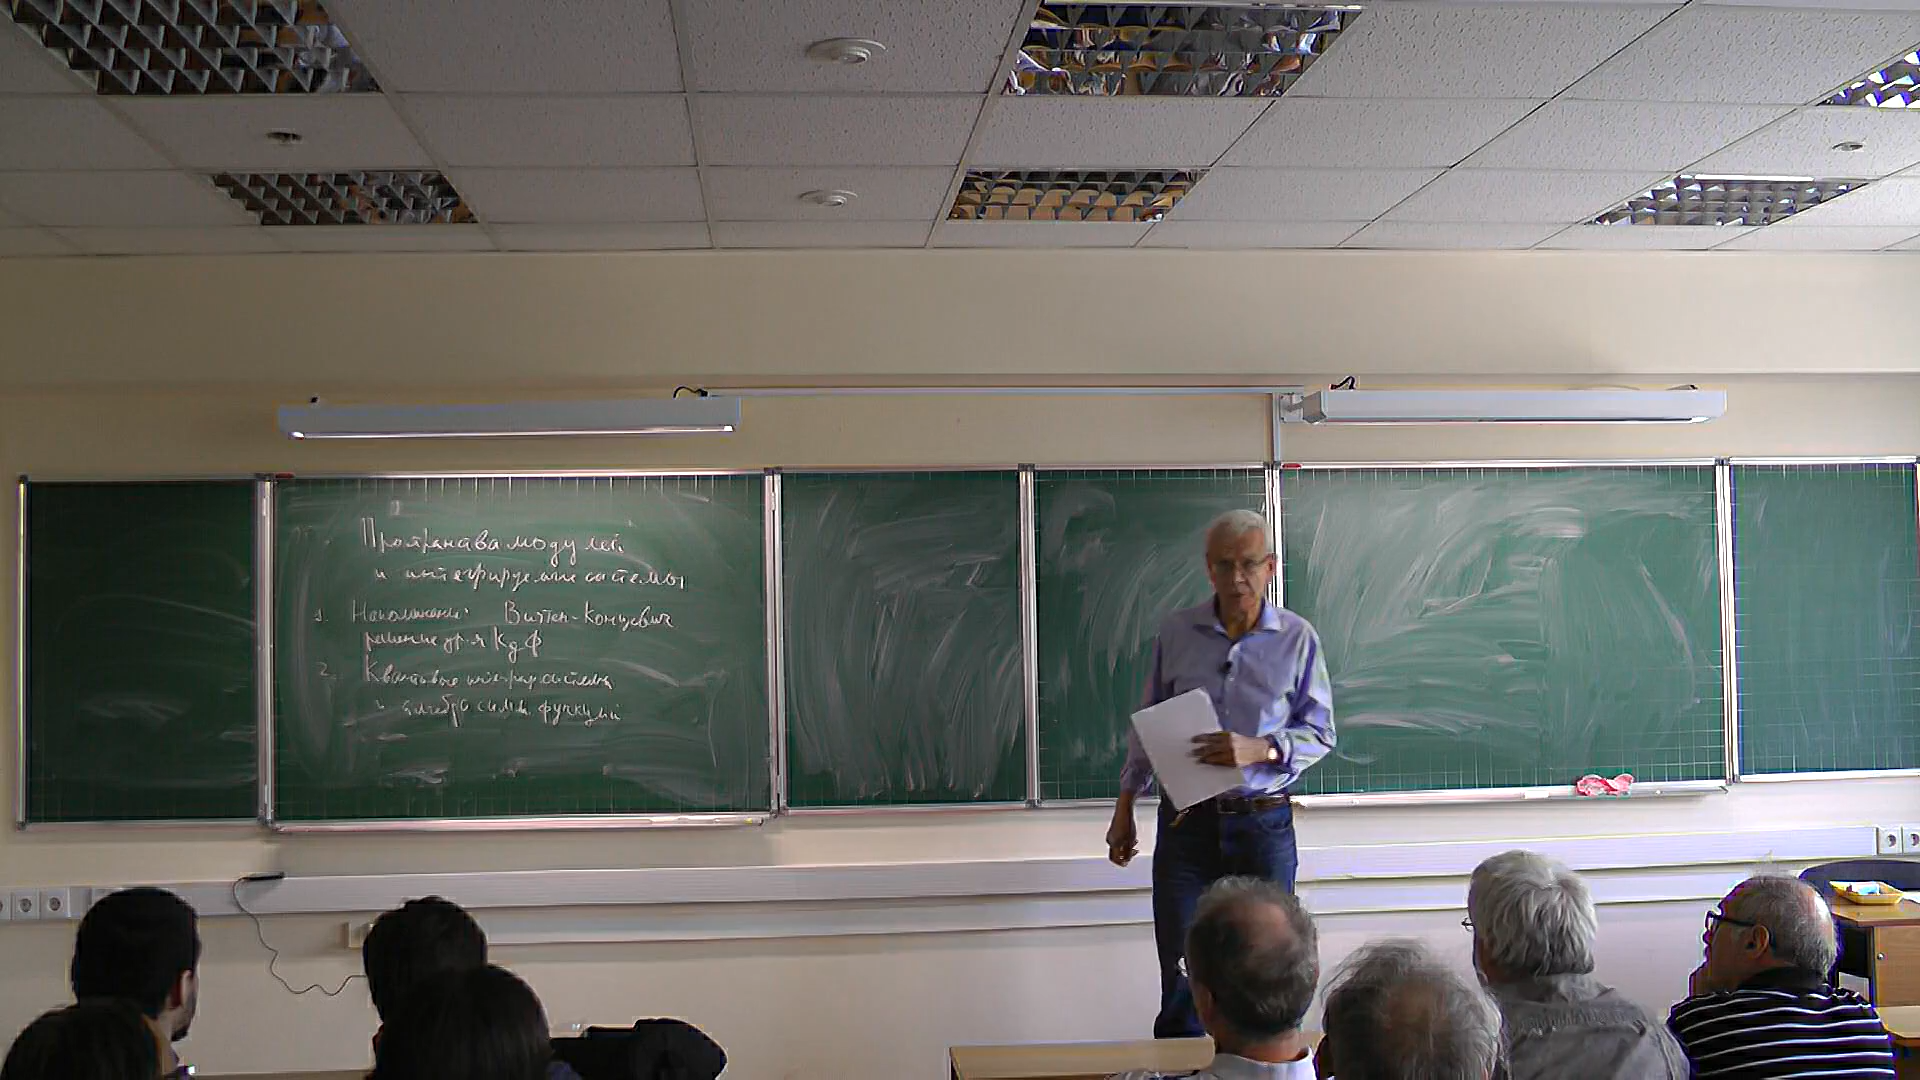 Пространства модулей
и интегрируемые системы
1. Напоминание: Виттен-Концевич
решение ур-я КдФ
2. Квантовые интегр. системы
и алгебра симм. функций